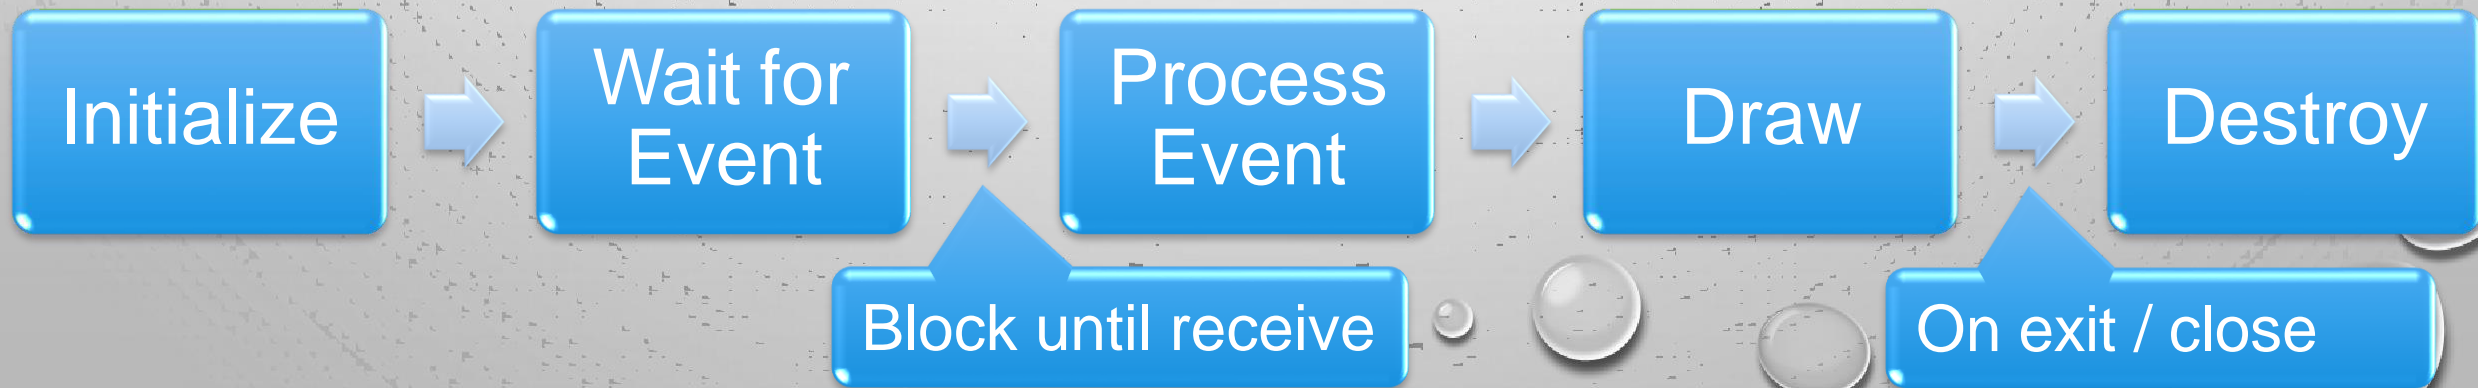 Initialize
Wait for
Event
Process
Event
Draw
Destroy
Block until receive
On exit / close